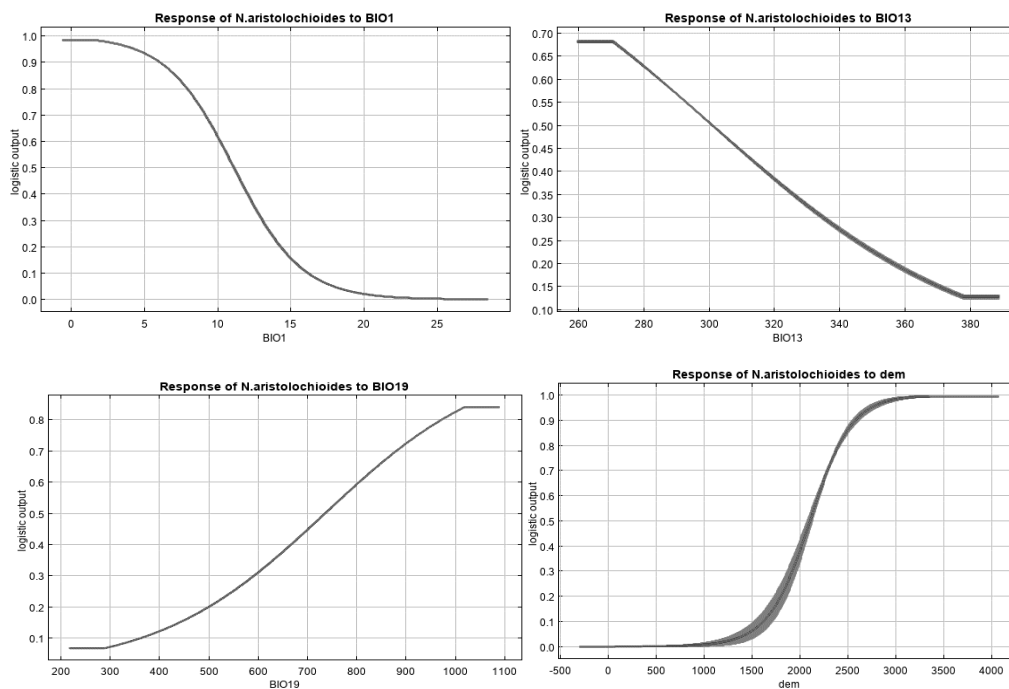 Response of N.aristolochioides to BIO1
1.0
0.9
0.8
0.7
0.6
0.5
0.4
0.3
0.2
0.1
0.0
logistic output
0 5 10 15 20 25
BIO1
Response of N.aristolochioides to BIO13
0.70
0.65
0.60
0.55
0.50
0.45
0.40
0.35
0.30
0.25
0.20
0.15
0.10
logistic output
260 280 300 320 340 360 380
BIO13
Response of N.aristolochioides to BIO19
0.8
0.7
0.6
0.5
0.4
0.3
0.2
0.1
logistic output
200 300 400 500 600 700 800 900 1000 1100
BIO19
Response of N.aristolochioides to dem
1.0
0.9
0.8
0.7
0.6
0.5
0.4
0.3
0.2
0.1
0.0
logistic output
-500 0 500 1000 1500 2000 2500 3000 3500 4000
dem